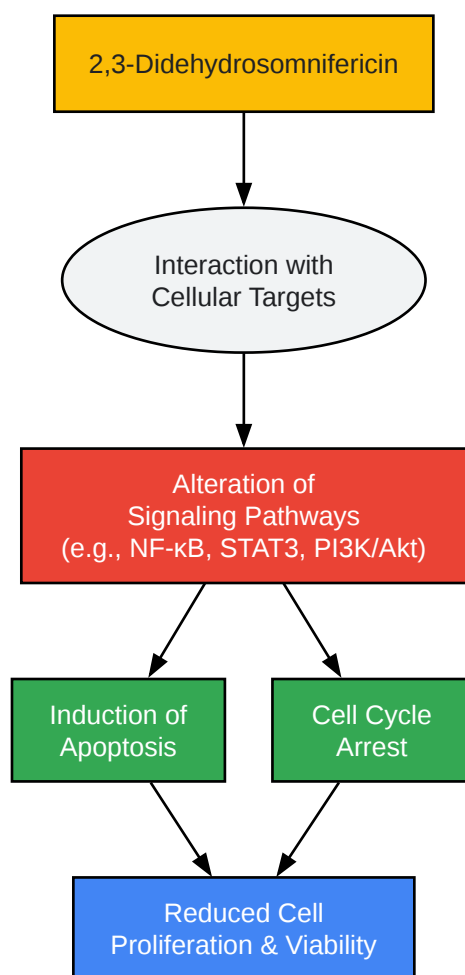 2,3-Didehydrosomnifericin
Interaction with
Cellular Targets
Alteration of
Signaling Pathways
(e.g., NF-κB, STAT3, PI3K/Akt)
Induction of
Apoptosis
Cell Cycle
Arrest
Reduced Cell
Proliferation & Viability